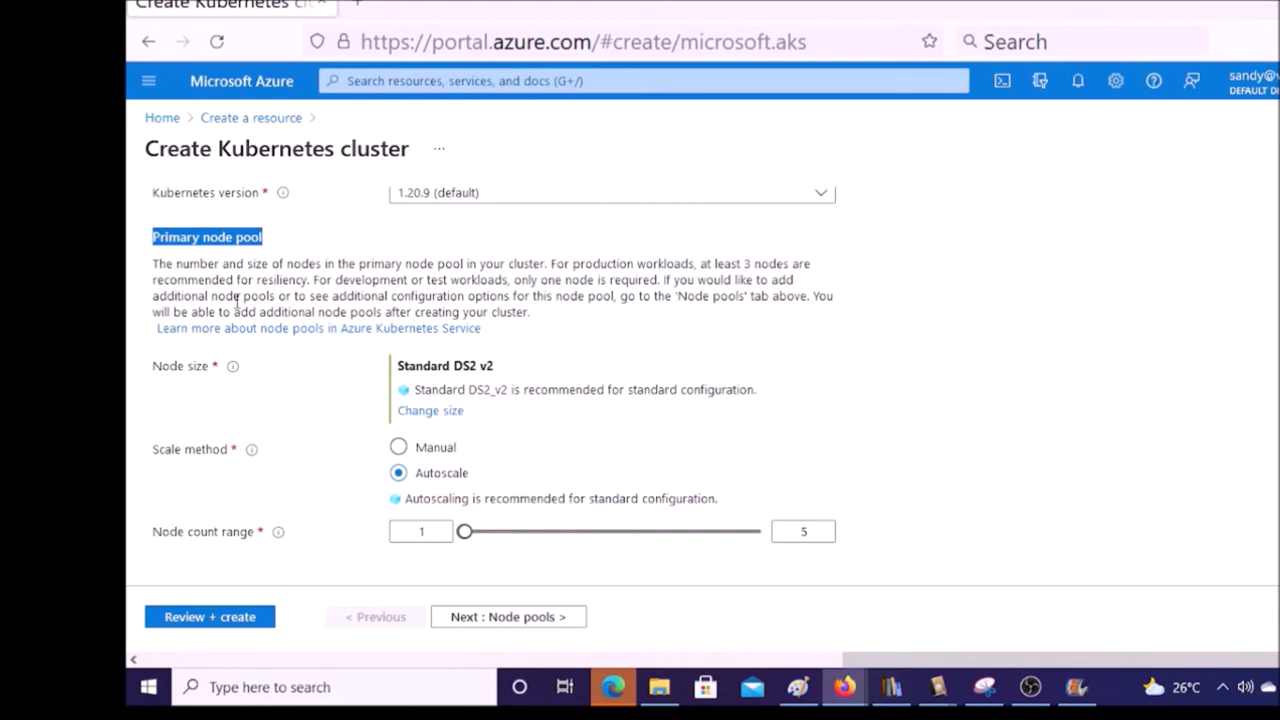 Create Kubernetes
https://portal.azure.com/#create/microsoft.aks
Search
Microsoft Azure
Search resources, services, and docs (G+/)
sandy@
DEFAULT
Home > Create a resource >
Create Kubernetes cluster ...
Kubernetes version *
1.20.9 (default)
Primary node pool
The number and size of nodes in the primary node pool in your cluster. For production workloads, at least 3 nodes are
recommended for resiliency. For development or test workloads, only one node is required. If you would like to add
additional node pools or to see additional configuration options for this node pool, go to the 'Node pools' tab above. You
will be able to add additional node pools after creating your cluster.
Learn more about node pools in Azure Kubernetes Service
Node size *
Standard DS2 v2
Standard DS2_v2 is recommended for standard configuration.
Change size
Scale method *
Manual
Autoscale
Autoscaling is recommended for standard configuration.
Node count range *
1
5
Review + create
< Previous
Next : Node pools >
Type here to search
26°C